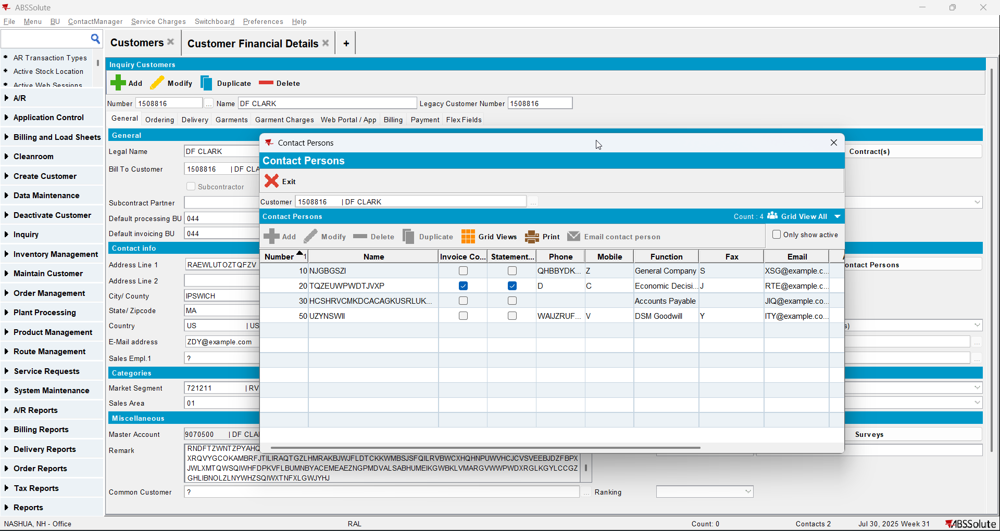 ABSSolute
File Menu BU ContactManager Service Charges Switchboard Preferences Help
Customers Customer Financial Details +
AR Transaction Types
Active Stock Location
Active Web Sessions
A/R
Application Control
Billing and Load Sheets
Cleanroom
Create Customer
Data Maintenance
Deactivate Customer
Inquiry
Inventory Management
Maintain Customer
Order Management
Plant Processing
Product Management
Route Management
Service Requests
System Maintenance
A/R Reports
Billing Reports
Delivery Reports
Order Reports
Tax Reports
Reports
Inquiry Customers
Add Modify Duplicate Delete
Number 1508816 ... Name DF CLARK Legacy Customer Number 1508816
General Ordering Delivery Garments Garment Charges Web Portal / App Billing Payment Flex Fields
General
Legal Name DF CLARK
Contract(s)
Bill To Customer 1508816 | DF CLA
Subcontractor
Subcontract Partner
Default processing BU 044
Default invoicing BU 044
Contact info
Address Line 1 RAEWLUTOZTQFZV
ontact Persons
Address Line 2
City/ County IPSWICH
State/ Zipcode MA
Country US | US
s)
E-Mail address ZDY@example.com
...
Sales Empl.1 ?
...
Categories
Market Segment 721211 | RV
Sales Area 01
Miscellaneous
Master Account 9070500 | DF CLA
Surveys
Remark RNDFTZWNTZPYAHQ
XRQVYGCOKAMBRFJTILIRAQTGZLHMRAKBJWJFLDTCKKWMBSJSFQILRVBWCXHQHNPUWVHCJCVSVEEBJDZFBPX
JWLXMTQWSQIWHFDPKVFLBUMNBYACEMEAEZNGPMDVALSABHUMEIKGWBKLVMARGVWWPWDXRGLKGYLCCGZ
GHLIBNOLZLNYWHZSQIWXTNFXLGWJYHJ
Common Customer ? ... Ranking
Contact Persons
Contact Persons
Exit
Customer 1508816 | DF CLARK ...
Contact Persons Count : 4 Grid View All
Add Modify Delete Duplicate Grid Views Print Email contact person Only show active
Number 1 Name Invoice Co... Statement... Phone Mobile Function Fax Email
10 NJGBGSZI QHBBYDK... Z General Company S XSG@example.c...
20 TQZEUWPWDTJVXP D C Economic Decisi... J RTE@example.c...
30 HCSHRVCMKDCACAGKUSRLUK... Accounts Payable JIQ@example.co...
50 UZYNSWII WAIJZRUF... V DSM Goodwill Y ITY@example.co...
NASHUA, NH - Office RAL Count: 0 Contacts 2 Jul 30, 2025 Week 31 ABSSolute